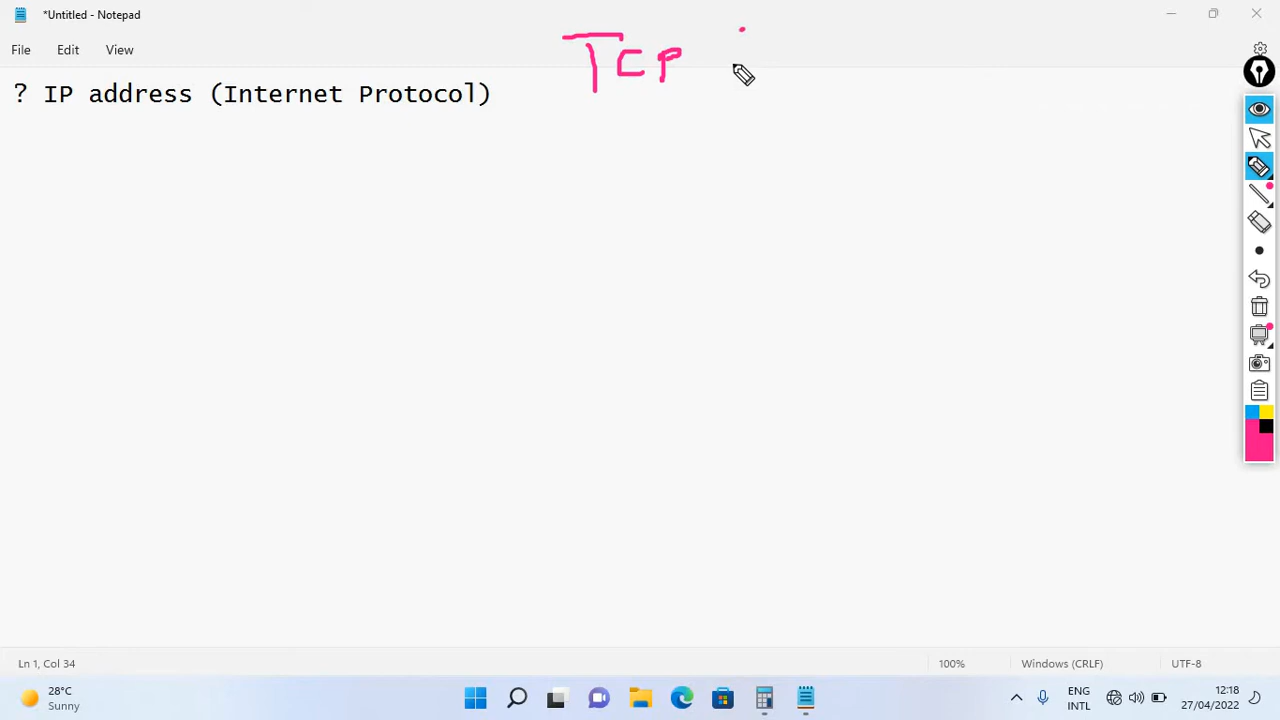 *Untitled - Notepad
File Edit View
TCP
? IP address (Internet Protocol)
Ln 1, Col 34
100%
Windows (CRLF)
UTF-8
28°C
Sunny
ENG
INTL
12:18
27/04/2022